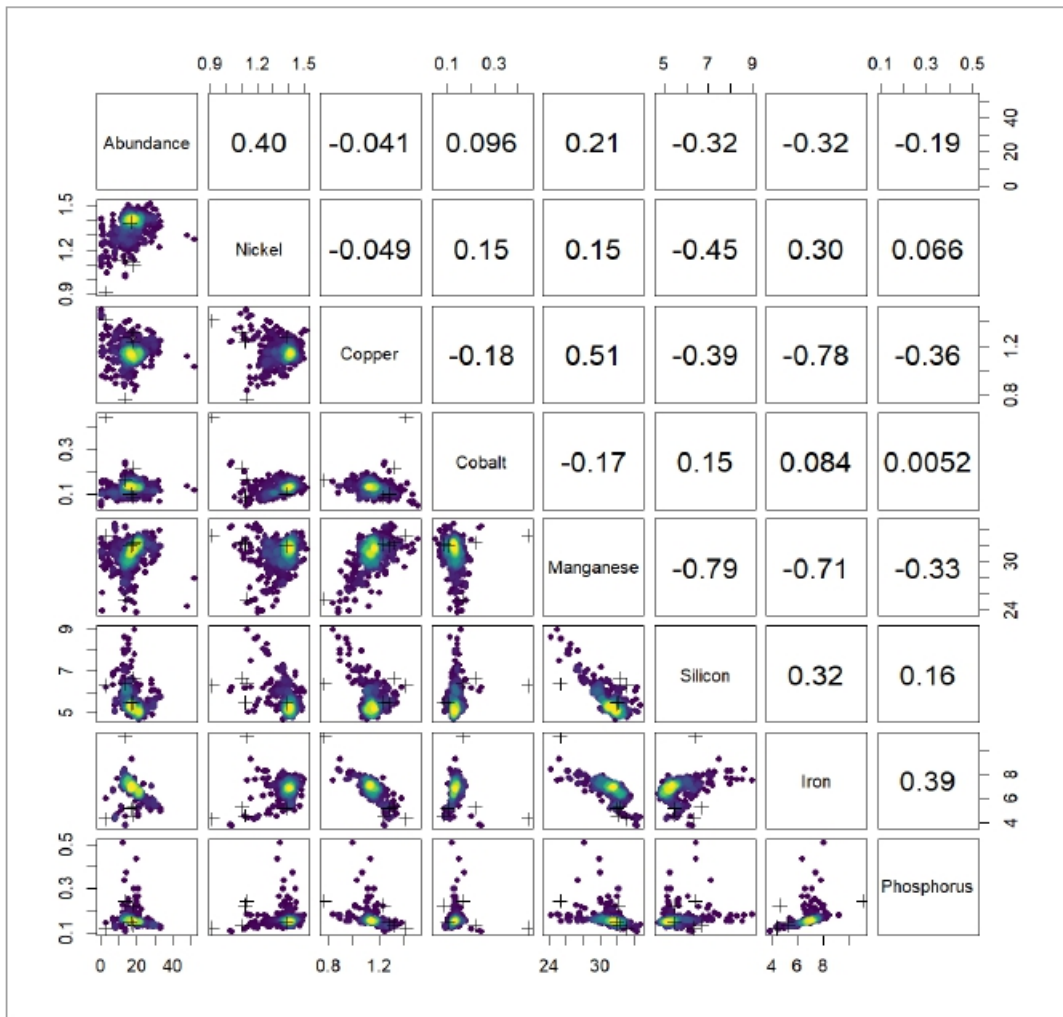 0.9 1.2 1.5 0.1 0.3 5 7 9 0.1 0.3 0.5
Abundance 0.40 -0.041 0.096 0.21 -0.32 -0.32 -0.19
0 20 40
0.9 1.2 1.5
Nickel -0.049 0.15 0.15 -0.45 0.30 0.066
Copper -0.18 0.51 -0.39 -0.78 -0.36
0.8 1.2
0.1 0.3
Cobalt -0.17 0.15 0.084 0.0052
Manganese -0.79 -0.71 -0.33
24 30
5 7 9
Silicon 0.32 0.16
Iron 0.39
4 6 8
0.1 0.3 0.5
Phosphorus
0 20 40 0.8 1.2 24 30 4 6 8